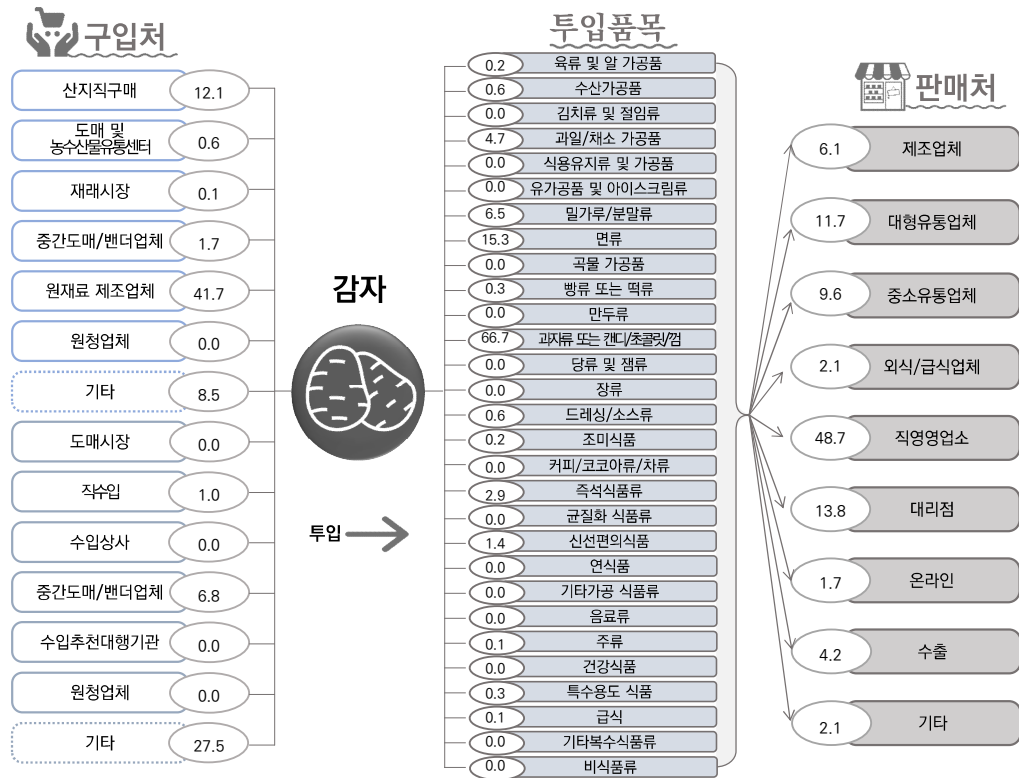 구입처
산지직구매 12.1
도매 및
농수산물유통센터 0.6
재래시장 0.1
중간도매/밴더업체 1.7
원재료 제조업체 41.7
원청업체 0.0
기타 8.5
도매시장 0.0
직수입 1.0
수입상사 0.0
중간도매/밴더업체 6.8
수입추천대행기관 0.0
원청업체 0.0
기타 27.5
감자
투입
투입품목
0.2 육류 및 알 가공품
0.6 수산가공품
0.0 김치류 및 절임류
4.7 과일/채소 가공품
0.0 식용유지류 및 가공품
0.0 유가공품 및 아이스크림류
6.5 밀가루/분말류
15.3 면류
0.0 곡물 가공품
0.3 빵류 또는 떡류
0.0 만두류
66.7 과자류 또는 캔디/초콜릿/껌
0.0 당류 및 잼류
0.0 장류
0.6 드레싱/소스류
0.2 조미식품
0.0 커피/코코아류/차류
2.9 즉석식품류
0.0 균질화 식품류
1.4 신선편의식품
0.0 연식품
0.0 기타가공 식품류
0.0 음료류
0.1 주류
0.0 건강식품
0.3 특수용도 식품
0.1 급식
0.0 기타복수식품류
0.0 비식품류
판매처
6.1 제조업체
11.7 대형유통업체
9.6 중소유통업체
2.1 외식/급식업체
48.7 직영영업소
13.8 대리점
1.7 온라인
4.2 수출
2.1 기타